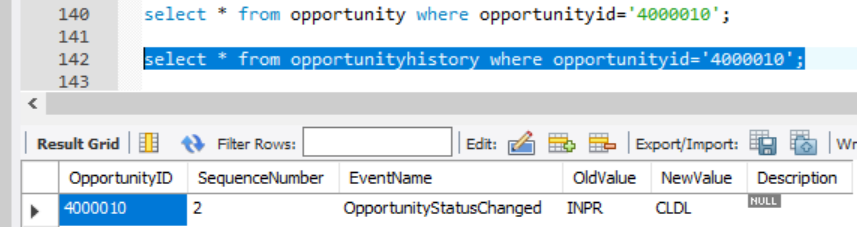 140 select * from opportunity where opportunityid='4000010';
141
142 select * from opportunityhistory where opportunityid='4000010';
143
Result Grid Filter Rows: Edit: Export/Import: Wr
OpportunityID SequenceNumber EventName OldValue NewValue Description
4000010 2 OpportunityStatusChanged INPR CLDL NULL